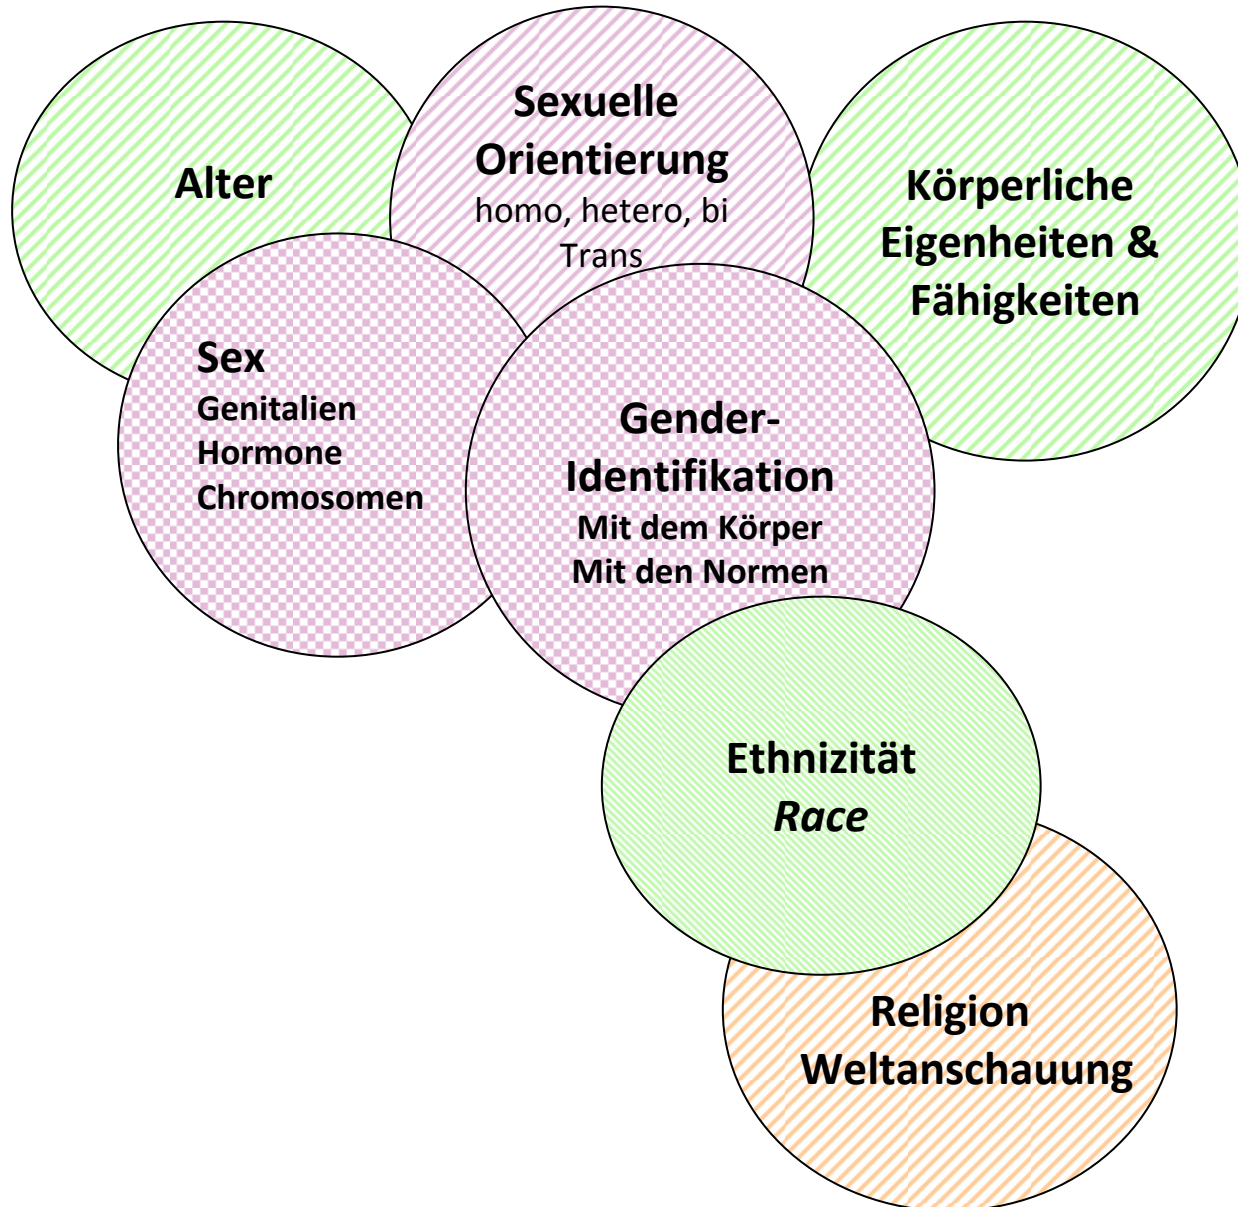 Alter
Sexuelle
Orientierung
homo, hetero, bi
Trans
Körperliche
Eigenheiten &
Fähigkeiten
Sex
Genitalien
Hormone
Chromosomen
Gender-
Identifikation
Mit dem Körper
Mit den Normen
Ethnizität
Race
Religion
Weltanschauung